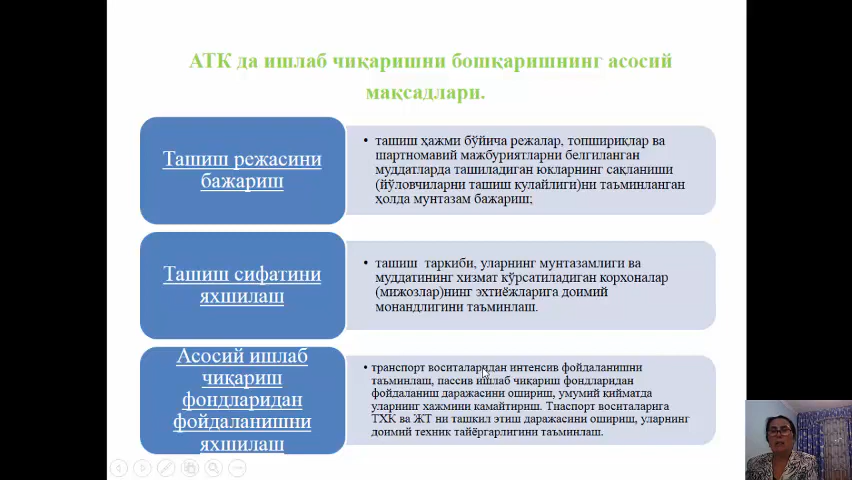 АТК да ишлаб чиқаришни бошқаришнинг асосий
мақсадлари.
Ташиш режасини
бажариш
• ташиш ҳажми бўйича режалар, топшириқлар ва
шартномавий мажбуриятларни белгиланган
муддатларда ташиладиган юкларнинг сақланиши
(йўловчиларни ташиш қулайлиги)ни таъминланган
ҳолда мунтазам бажариш;
Ташиш сифатини
яхшилаш
• ташиш таркиби, уларнинг мунтазамлиги ва
муддатининг хизмат кўрсатиладиган корхоналар
(мижозлар)нинг эҳтиёжларига доимий
монандлигини таъминлаш.
Асосий ишлаб
чиқариш
фондларидан
фойдаланишни
яхшилаш
• транспорт воситаларидан интенсив фойдаланишни
таъминлаш, пассив ишлаб чиқариш фондларидан
фойдаланиш даражасини ошириш, умумий қийматда
уларнинг ҳажмини камайтириш. Тнаспорт воситаларига
ТХК ва ЖТ ни ташкил этиш даражасини ошириш, уларнинг
доимий техник тайёргарлигини таъминлаш.